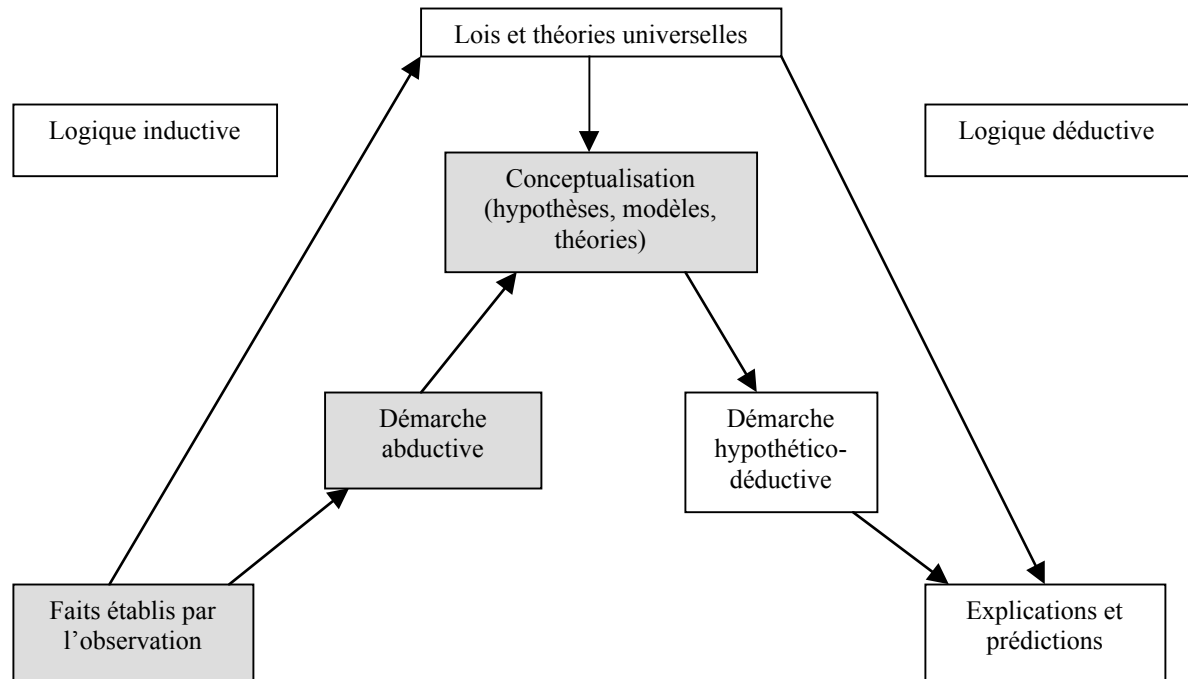 Lois et théories universelles
Logique inductive
Logique déductive
Conceptualisation
(hypothèses, modèles,
théories)
Démarche
abductive
Démarche
hypothético-
déductive
Faits établis par
l’observation
Explications et
prédictions